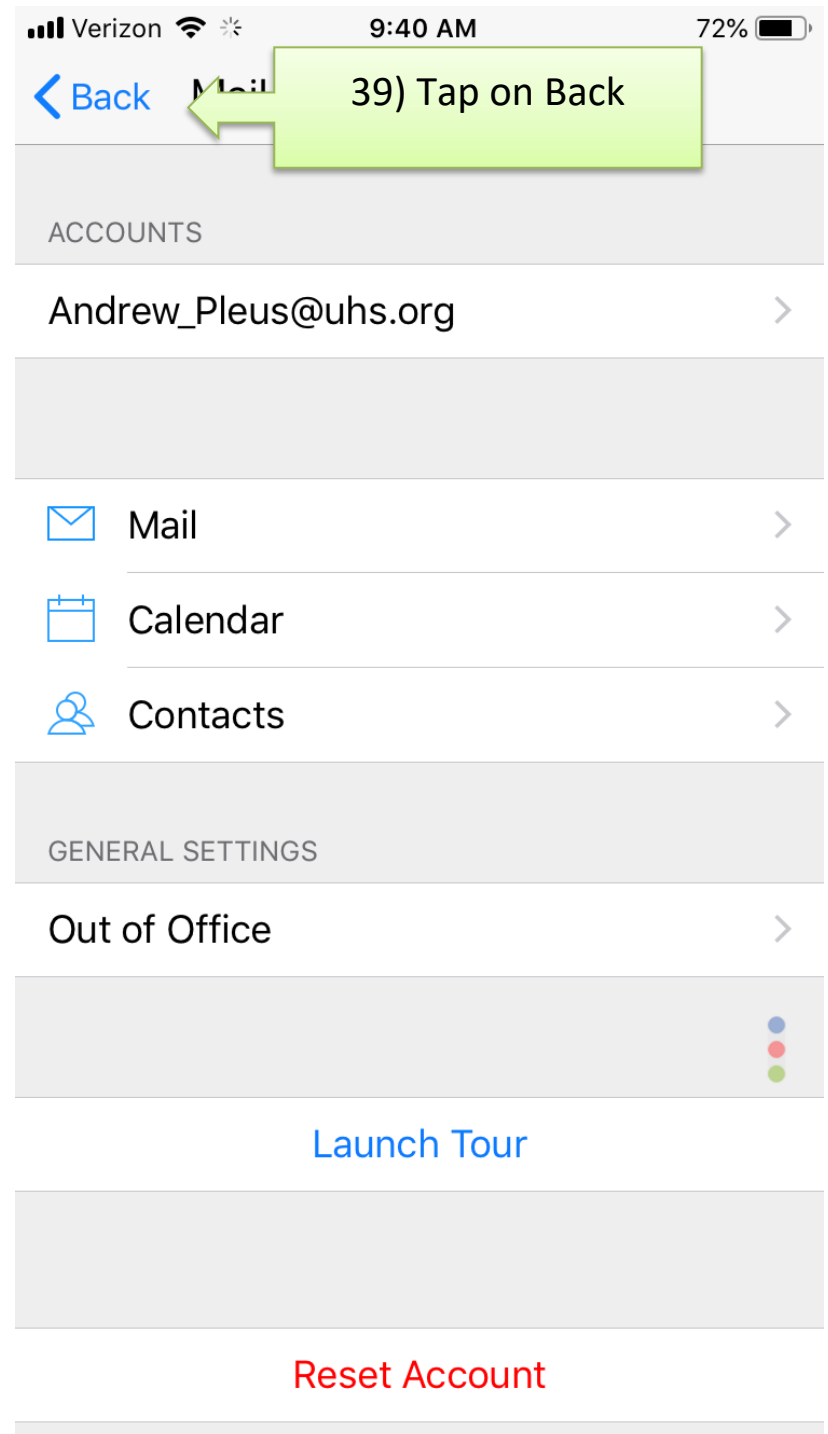 Verizon 9:40 AM 72%
Back Mail
39) Tap on Back
ACCOUNTS
Andrew_Pleus@uhs.org
Mail
Calendar
Contacts
GENERAL SETTINGS
Out of Office
Launch Tour
Reset Account